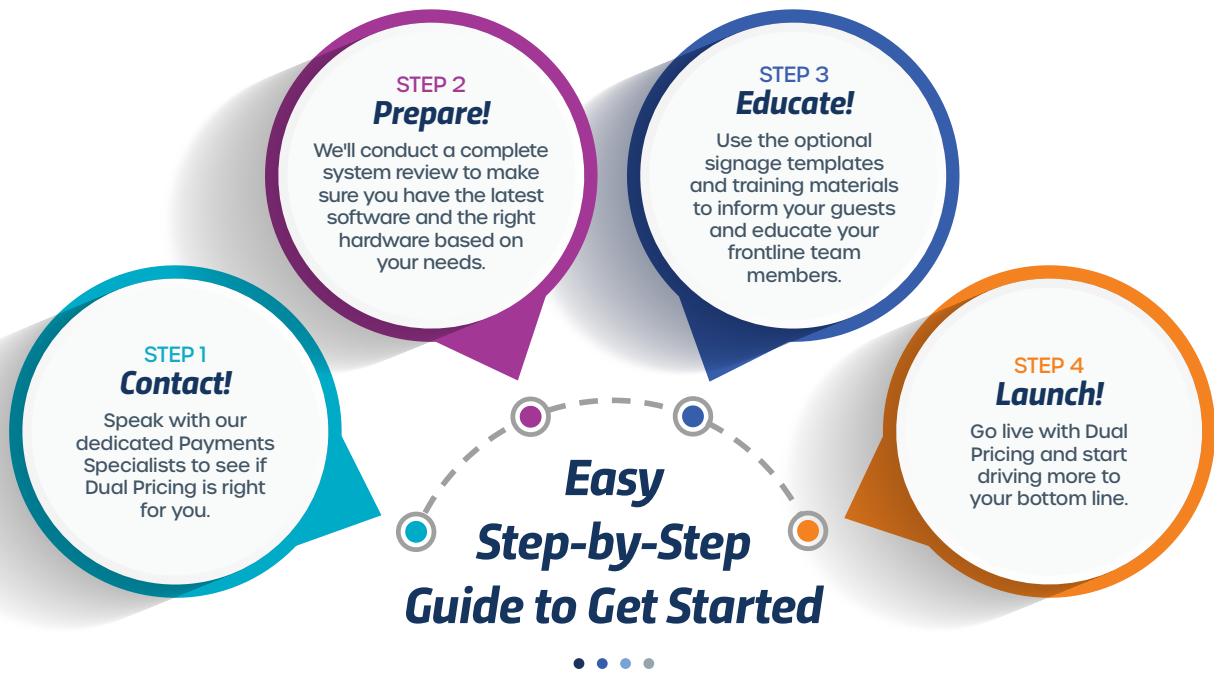 STEP 1
Contact!
Speak with our
dedicated Payments
Specialists to see if
Dual Pricing is right
for you.
STEP 2
Prepare!
We'll conduct a complete
system review to make
sure you have the latest
software and the right
hardware based on
your needs.
STEP 3
Educate!
Use the optional
signage templates
and training materials
to inform your guests
and educate your
frontline team
members.
STEP 4
Launch!
Go live with Dual
Pricing and start
driving more to
your bottom line.
Easy
Step-by-Step
Guide to Get Started